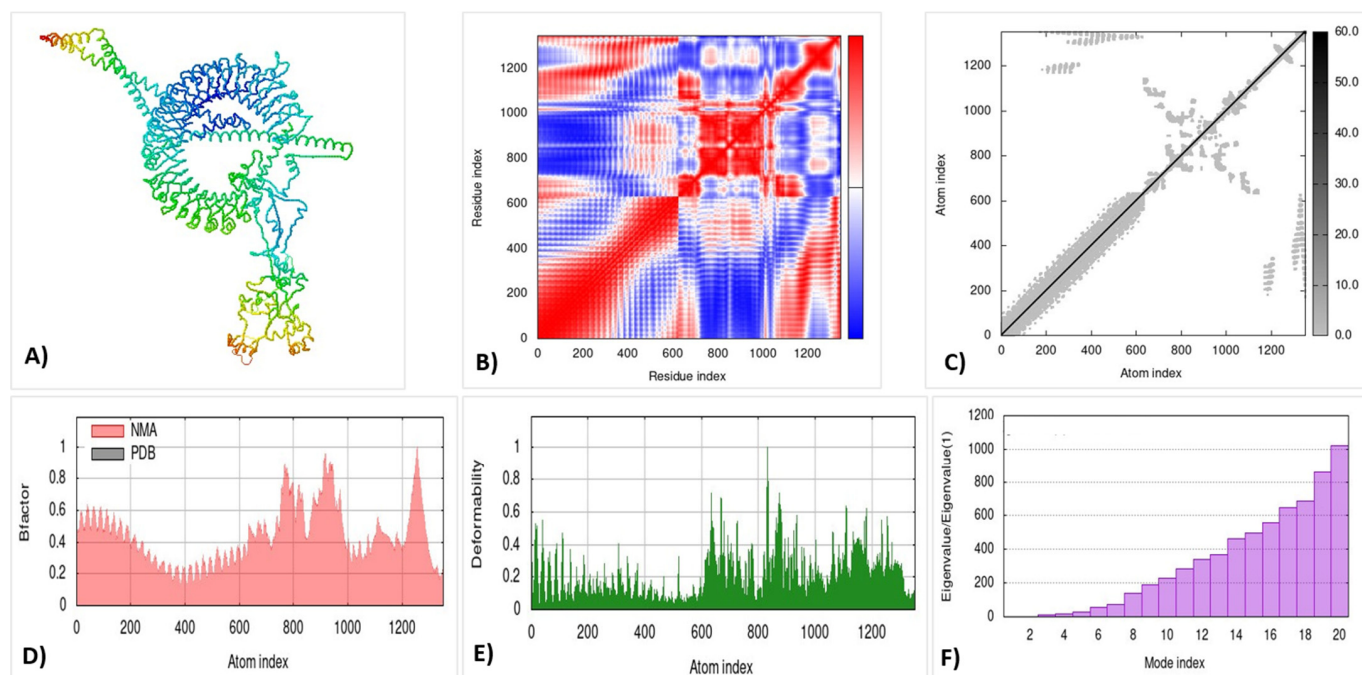 A)
Residue index
1200
1000
800
600
400
200
0
0 200 400 600 800 1000 1200
Residue index
B)
Atom index
1200
1000
800
600
400
200
0
0 200 400 600 800 1000 1200
Atom index
60.0
50.0
40.0
30.0
20.0
10.0
0.0
C)
Bfactor
1
0.8
0.6
0.4
0.2
0
NMA
PDB
0 200 400 600 800 1000 1200
Atom index
D)
Deformability
1
0.8
0.6
0.4
0.2
0
0 200 400 600 800 1000 1200
Atom index
E)
Eigenvalue/Eigenvalue(1)
1200
1000
800
600
400
200
0
2 4 6 8 10 12 14 16 18 20
Mode index
F)